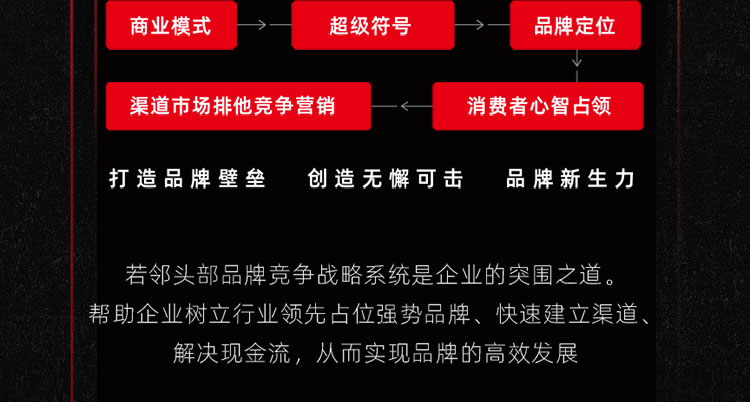 商业模式 超级符号 品牌定位
渠道市场排他竞争营销 消费者心智占领
打造品牌壁垒 创造无懈可击 品牌新生力
若邻头部品牌竞争战略系统是企业的突围之道。
帮助企业树立行业领先占位强势品牌、快速建立渠道、
解决现金流，从而实现品牌的高效发展